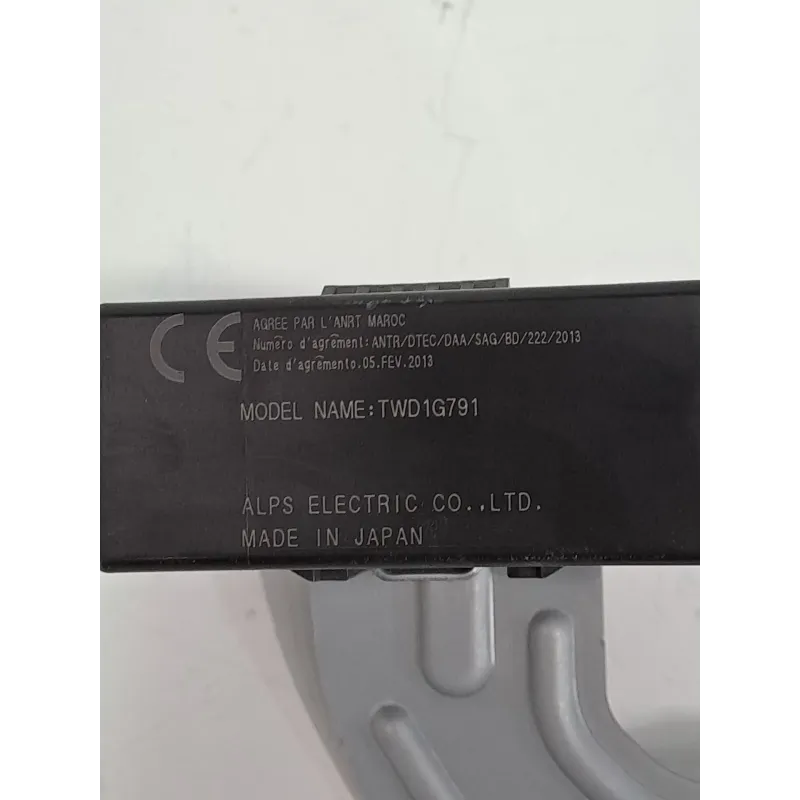 CE
AGREE PAR L'ANRT MAROC
Numéro d'agrément:ANTR/DTEC/DAA/SAG/BD/222/2013
Date d'agrémento.05.FEV.2013
MODEL NAME:TWD1G791
ALPS ELECTRIC CO.,LTD.
MADE IN JAPAN